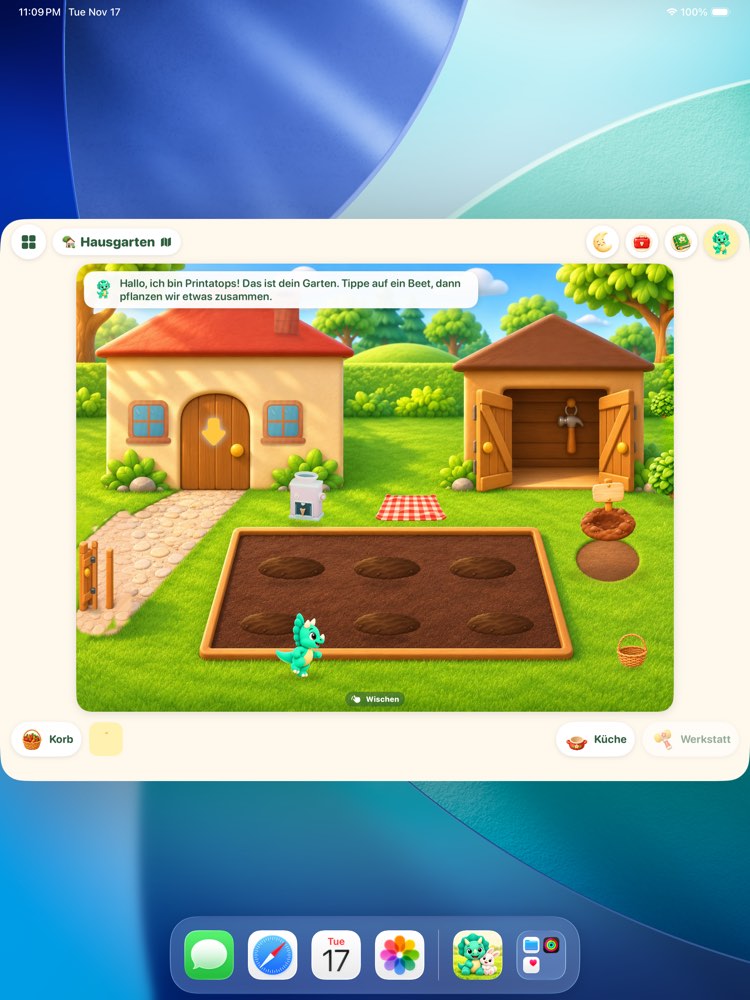 11:09 PM Tue Nov 17
100%
Hausgarten
Hallo, ich bin Printatops! Das ist dein Garten. Tippe auf ein Beet, dann
pflanzen wir etwas zusammen.
Wischen
Korb
Küche
Werkstatt
Tue
17